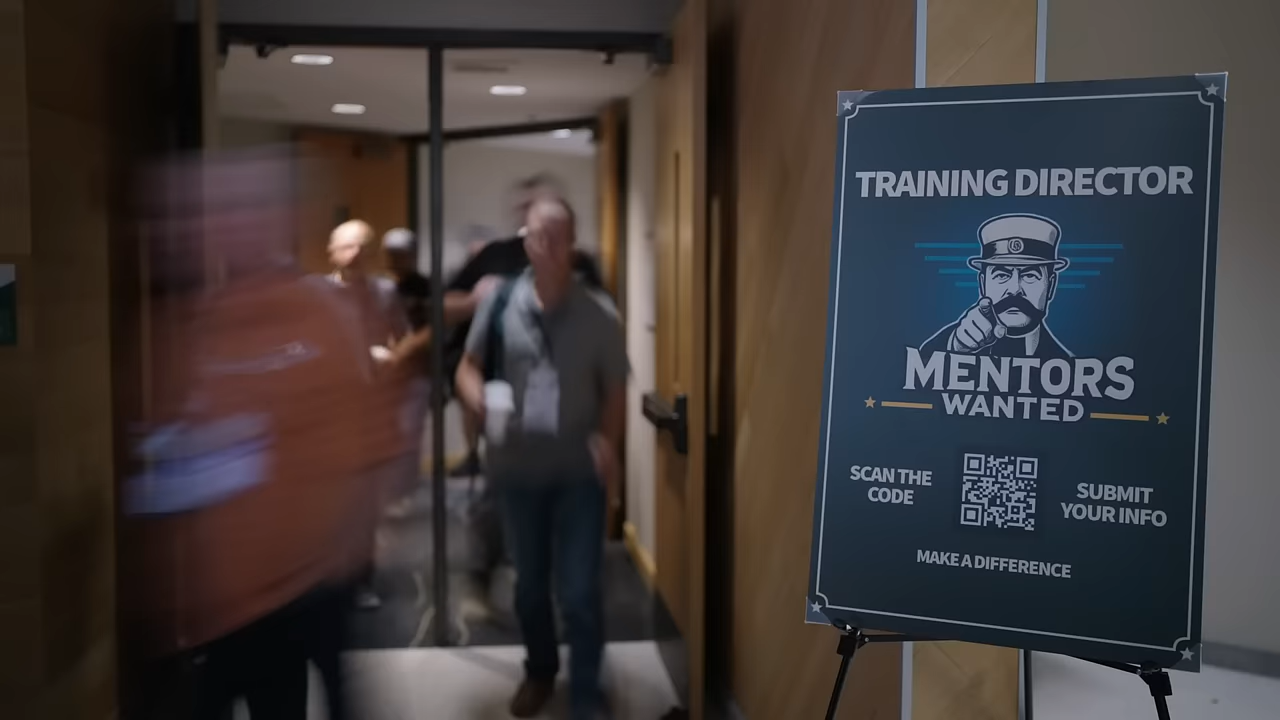 TRAINING DIRECTOR
MENTORS
WANTED
SCAN THE
CODE
SUBMIT
YOUR INFO
MAKE A DIFFERENCE